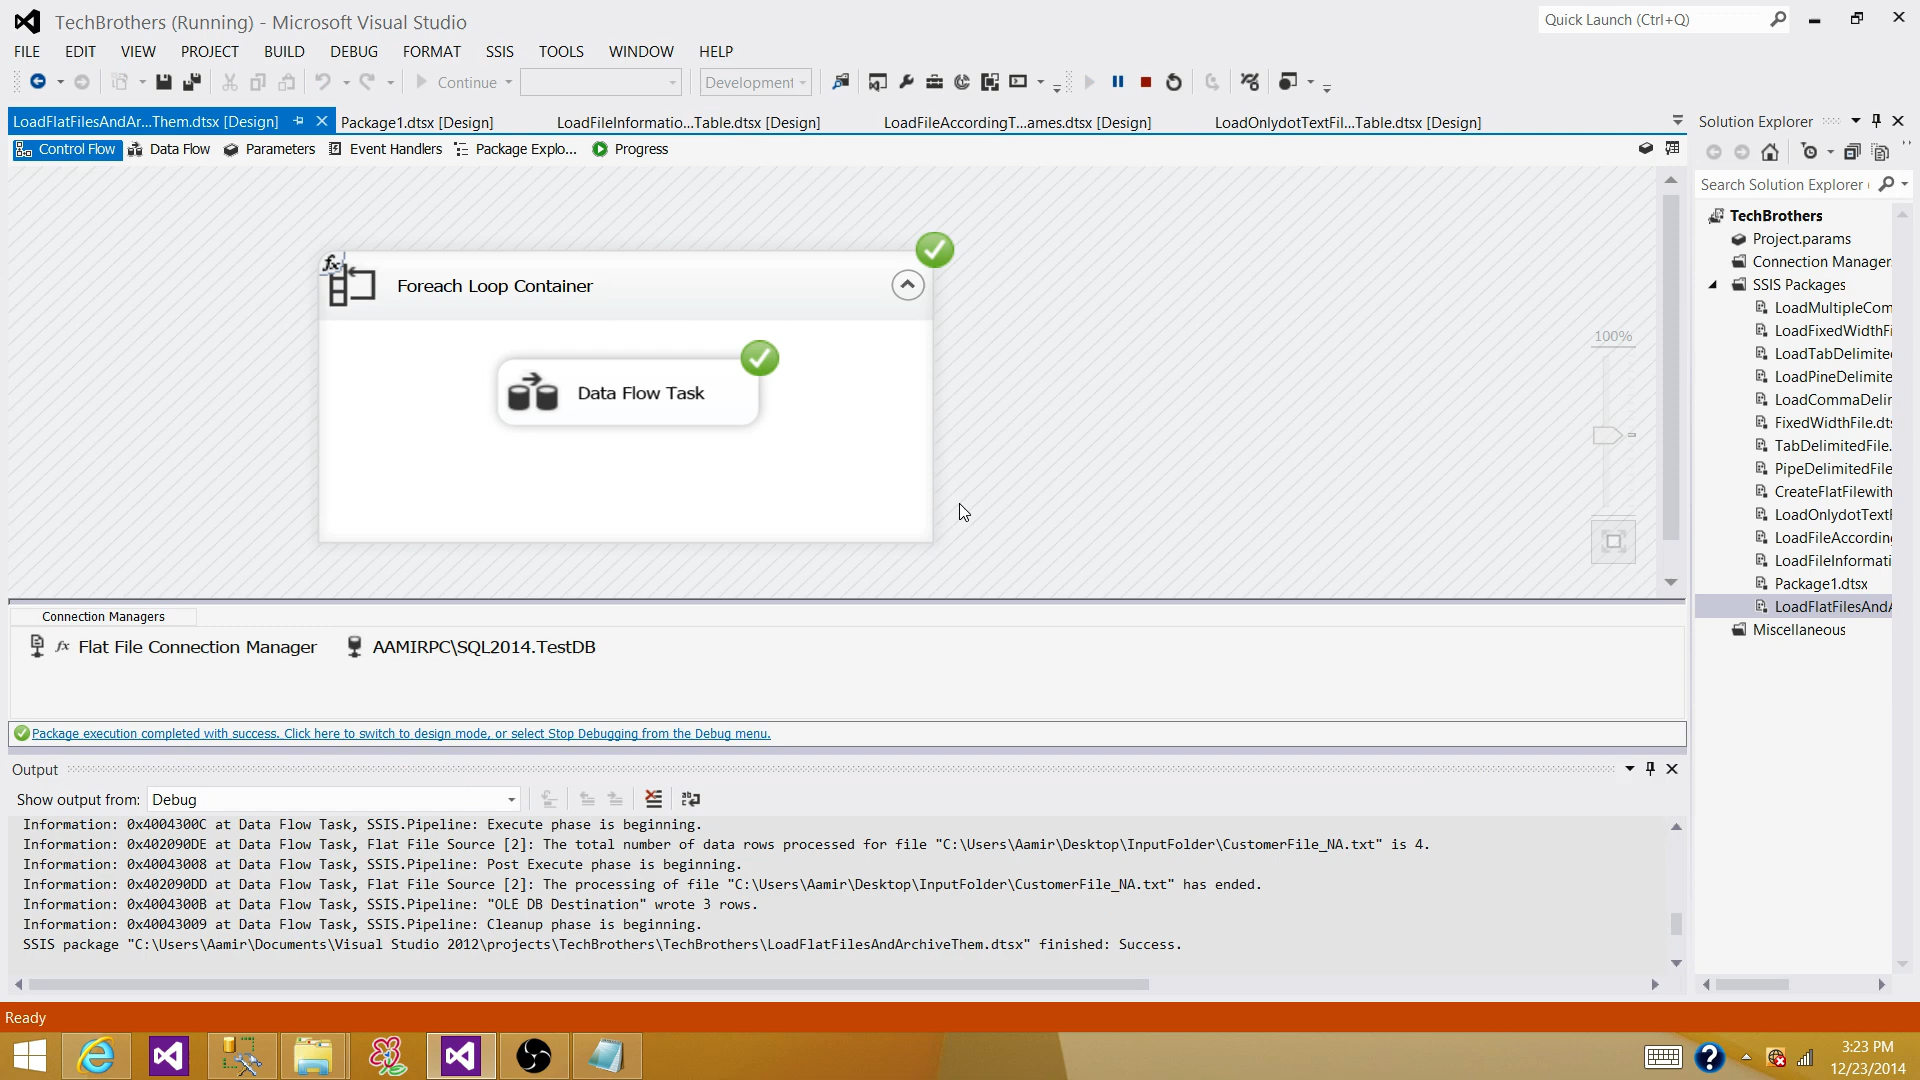 TechBrothers (Running) - Microsoft Visual Studio
Quick Launch (Ctrl+Q)
FILE EDIT VIEW PROJECT BUILD DEBUG FORMAT SSIS TOOLS WINDOW HELP
Continue Development
LoadFlatFilesAndAr...Them.dtsx [Design] Package1.dtsx [Design] LoadFileInformatio...Table.dtsx [Design] LoadFileAccordingT...ames.dtsx [Design] LoadOnlydotTextFil...Table.dtsx [Design]
Solution Explorer
Control Flow Data Flow Parameters Event Handlers Package Explo... Progress
Search Solution Explorer (
TechBrothers
Project.params
Connection Manager
SSIS Packages
LoadMultipleCom
LoadFixedWidthFi
LoadTabDelimite
LoadPineDelimite
LoadCommaDelin
FixedWidthFile.dts
TabDelimitedFile.
PipeDelimitedFile
CreateFlatFilewith
LoadOnlydotTextF
LoadFileAccording
LoadFileInformati
Package1.dtsx
LoadFlatFilesAndA
Miscellaneous
fx
Foreach Loop Container
Data Flow Task
100%
Connection Managers
fx Flat File Connection Manager AAMIRPC\SQL2014.TestDB
Package execution completed with success. Click here to switch to design mode, or select Stop Debugging from the Debug menu.
Output
Show output from: Debug
Information: 0x4004300C at Data Flow Task, SSIS.Pipeline: Execute phase is beginning.
Information: 0x402090DE at Data Flow Task, Flat File Source [2]: The total number of data rows processed for file "C:\Users\Aamir\Desktop\InputFolder\CustomerFile_NA.txt" is 4.
Information: 0x40043008 at Data Flow Task, SSIS.Pipeline: Post Execute phase is beginning.
Information: 0x402090DD at Data Flow Task, Flat File Source [2]: The processing of file "C:\Users\Aamir\Desktop\InputFolder\CustomerFile_NA.txt" has ended.
Information: 0x4004300B at Data Flow Task, SSIS.Pipeline: "OLE DB Destination" wrote 3 rows.
Information: 0x40043009 at Data Flow Task, SSIS.Pipeline: Cleanup phase is beginning.
SSIS package "C:\Users\Aamir\Documents\Visual Studio 2012\projects\TechBrothers\TechBrothers\LoadFlatFilesAndArchiveThem.dtsx" finished: Success.
Ready
3:23 PM
12/23/2014